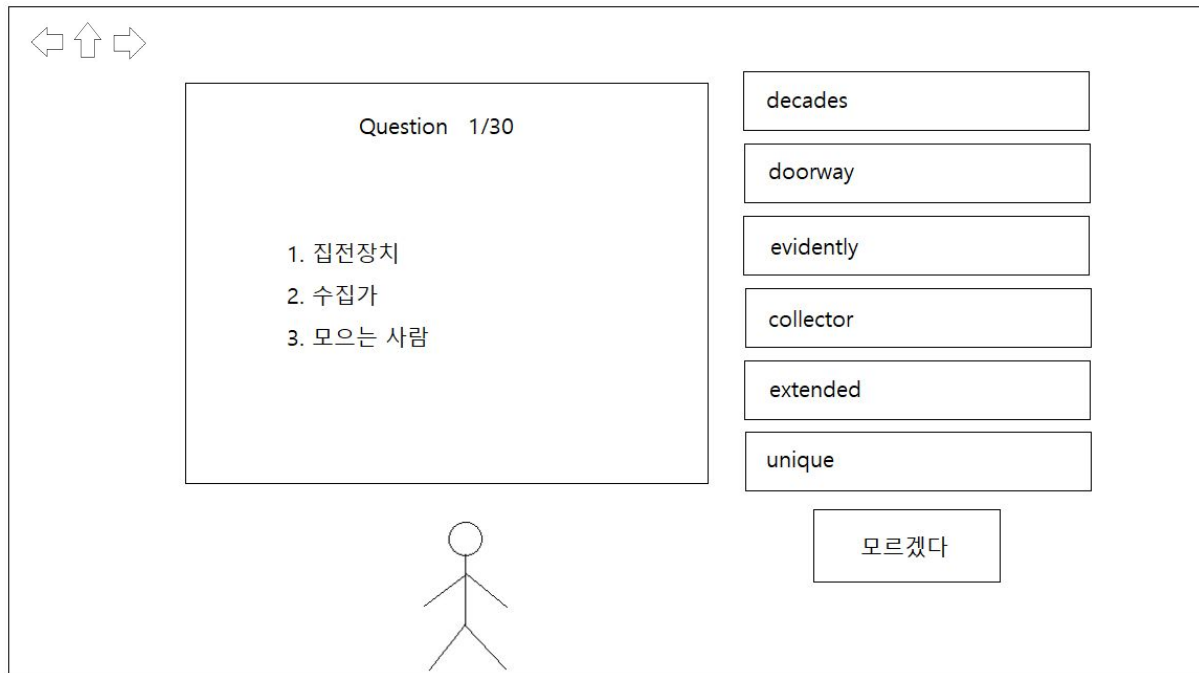 Question 1/30
1. 집전장치
2. 수집가
3. 모으는 사람
decades
doorway
evidently
collector
extended
unique
모르겠다